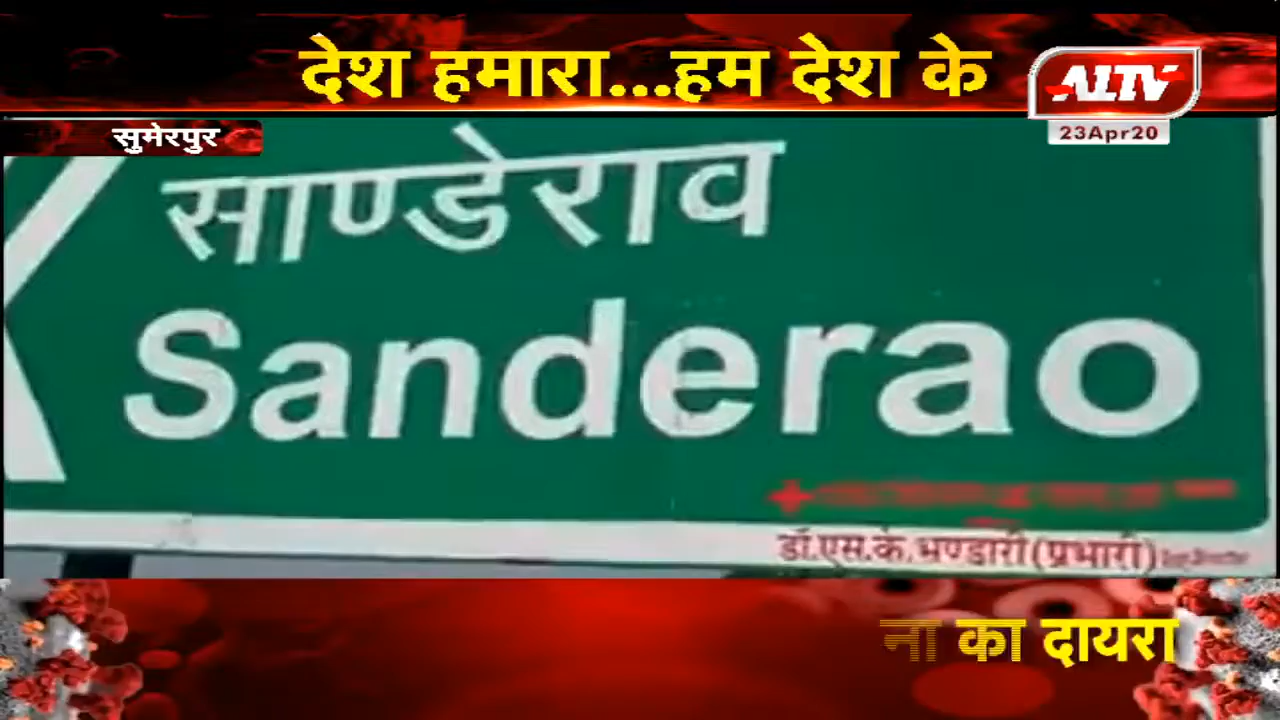 देश हमारा...हम देश के
ALTV
23Apr20
सुमेरपुर
साण्डेराव
Sanderao
डॉ.एस.के.भण्डारी(प्रभारी)
ना का दायरा